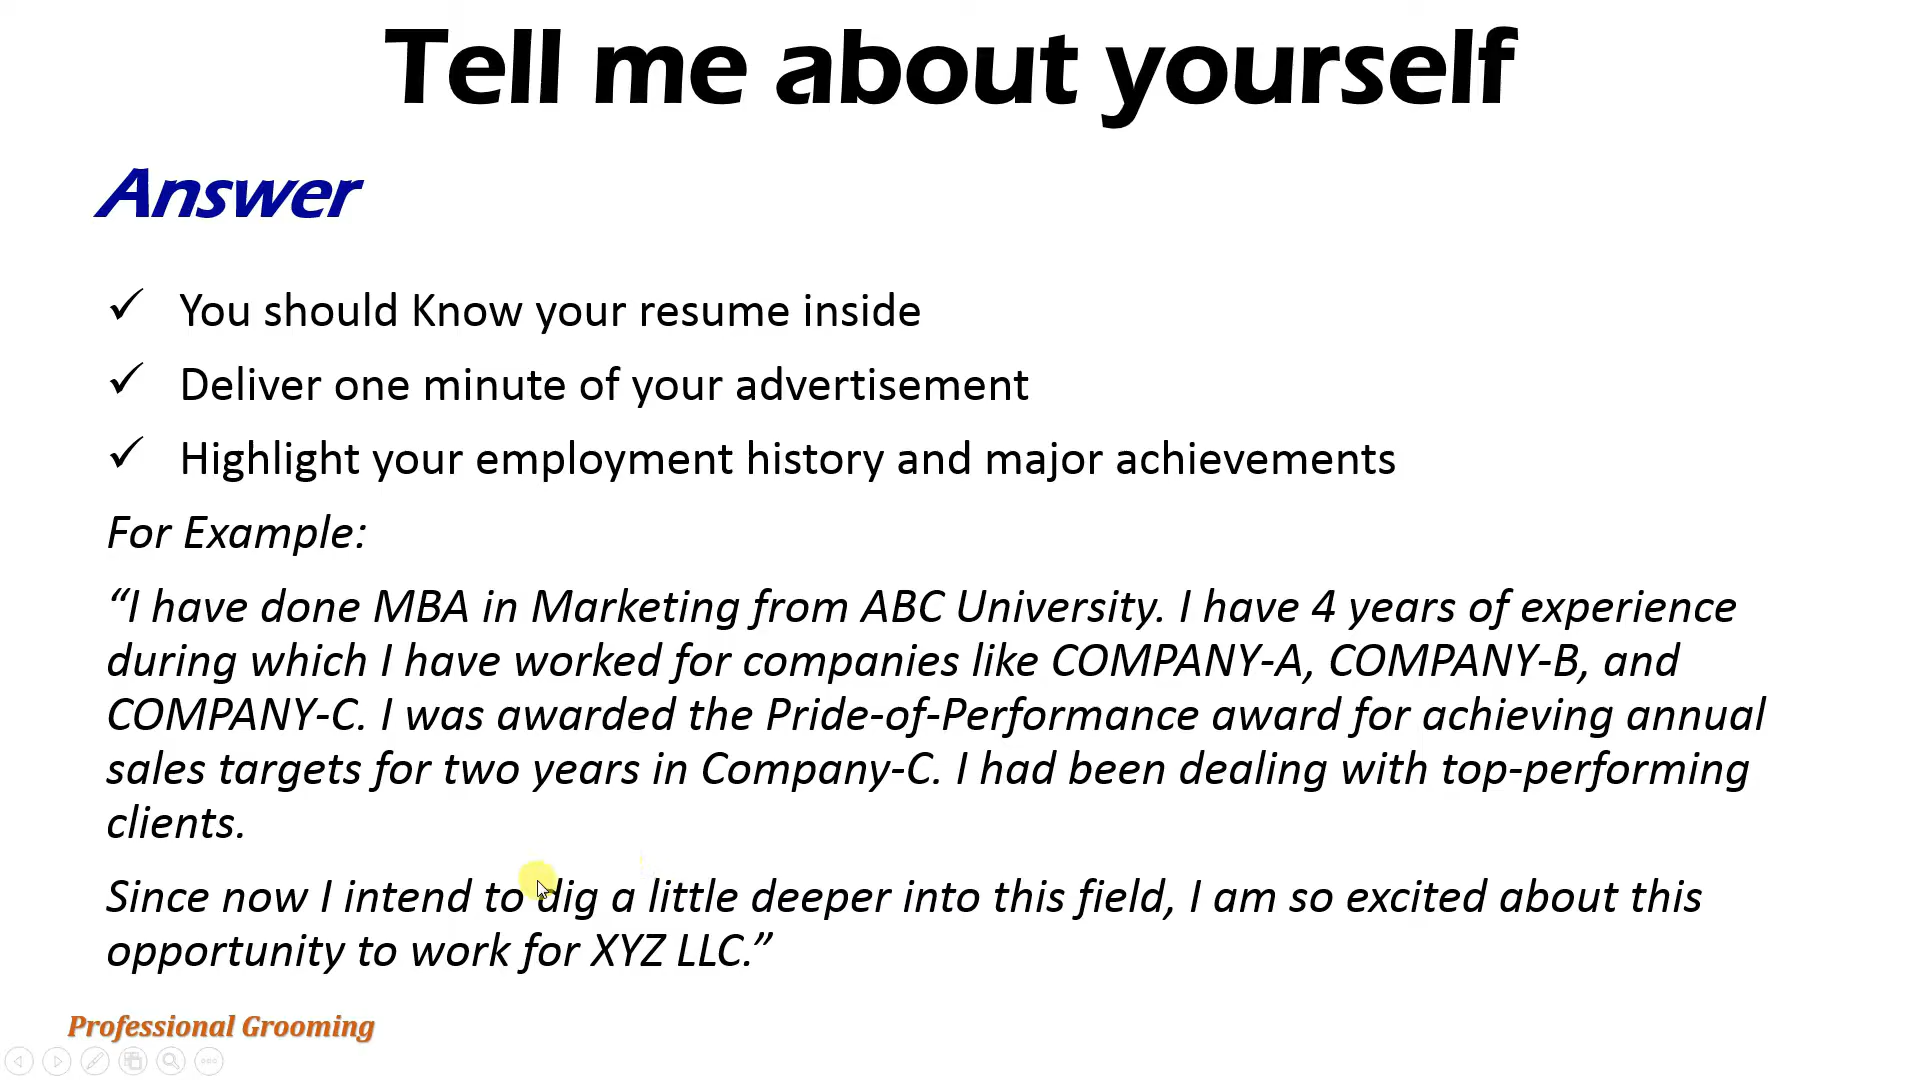 Tell me about yourself
Answer
✓ You should Know your resume inside
✓ Deliver one minute of your advertisement
✓ Highlight your employment history and major achievements
For Example:
“I have done MBA in Marketing from ABC University. I have 4 years of experience
during which I have worked for companies like COMPANY-A, COMPANY-B, and
COMPANY-C. I was awarded the Pride-of-Performance award for achieving annual
sales targets for two years in Company-C. I had been dealing with top-performing
clients.
Since now I intend to dig a little deeper into this field, I am so excited about this
opportunity to work for XYZ LLC.”
Professional Grooming